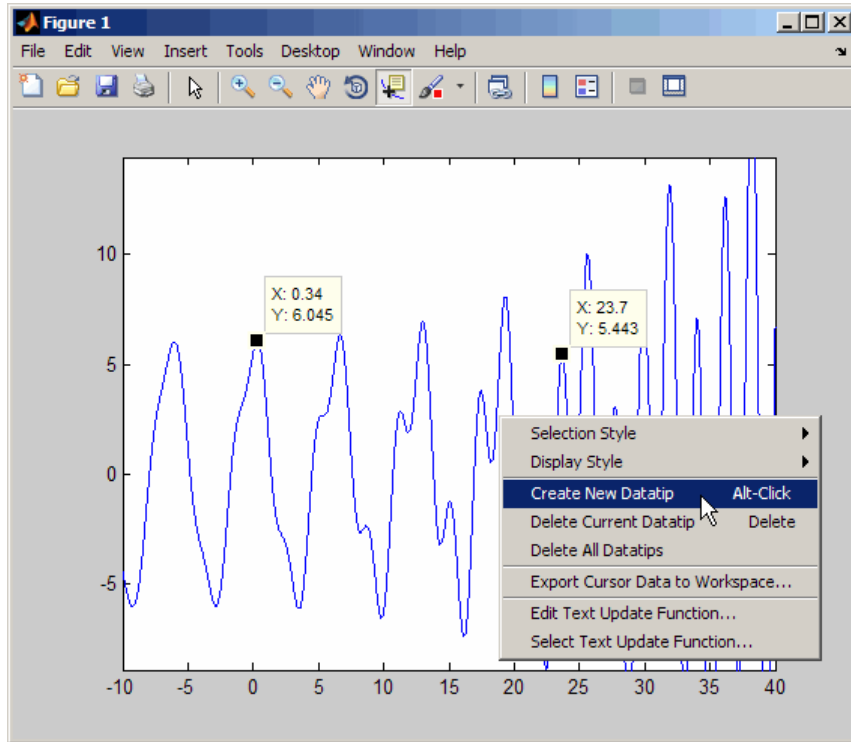 Figure 1
File Edit View Insert Tools Desktop Window Help
10
5
0
-5
X: 0.34
Y: 6.045
X: 23.7
Y: 5.443
Selection Style
Display Style
Create New Datatip Alt-Click
Delete Current Datatip Delete
Delete All Datatips
Export Cursor Data to Workspace...
Edit Text Update Function...
Select Text Update Function...
-10 -5 0 5 10 15 20 25 30 35 40